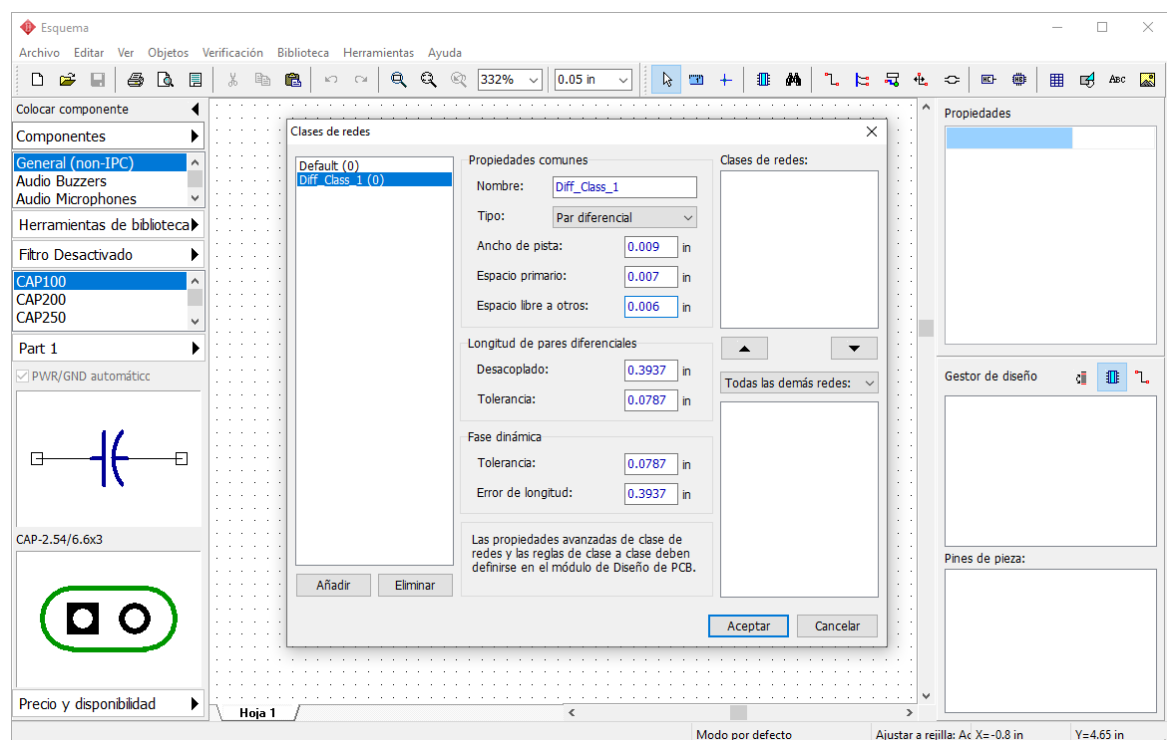 Esquema
Archivo Editar Ver Objetos Verificación Biblioteca Herramientas Ayuda
332% 0.05 in ABC
Colocar componente
Componentes
General (non-IPC)
Audio Buzzers
Audio Microphones
Herramientas de biblioteca
Filtro Desactivado
CAP100
CAP200
CAP250
Part 1
PWR/GND automáticc
CAP-2.54/6.6x3
Precio y disponibilidad
Clases de redes
Default (0)
Diff_Class_1 (0)
Añadir Eliminar
Propiedades comunes
Nombre: Diff_Class_1
Tipo: Par diferencial
Ancho de pista: 0.009 in
Espacio primario: 0.007 in
Espacio libre a otros: 0.006 in
Longitud de pares diferenciales
Desacoplado: 0.3937 in
Tolerancia: 0.0787 in
Fase dinámica
Tolerancia: 0.0787 in
Error de longitud: 0.3937 in
Las propiedades avanzadas de clase de
redes y las reglas de clase a clase deben
definirse en el módulo de Diseño de PCB.
Clases de redes:
Todas las demás redes:
Aceptar Cancelar
Propiedades
Gestor de diseño
Pines de pieza:
Hoja 1
Modo por defecto Ajustar a rejilla: Ac X=-0.8 in Y=4.65 in